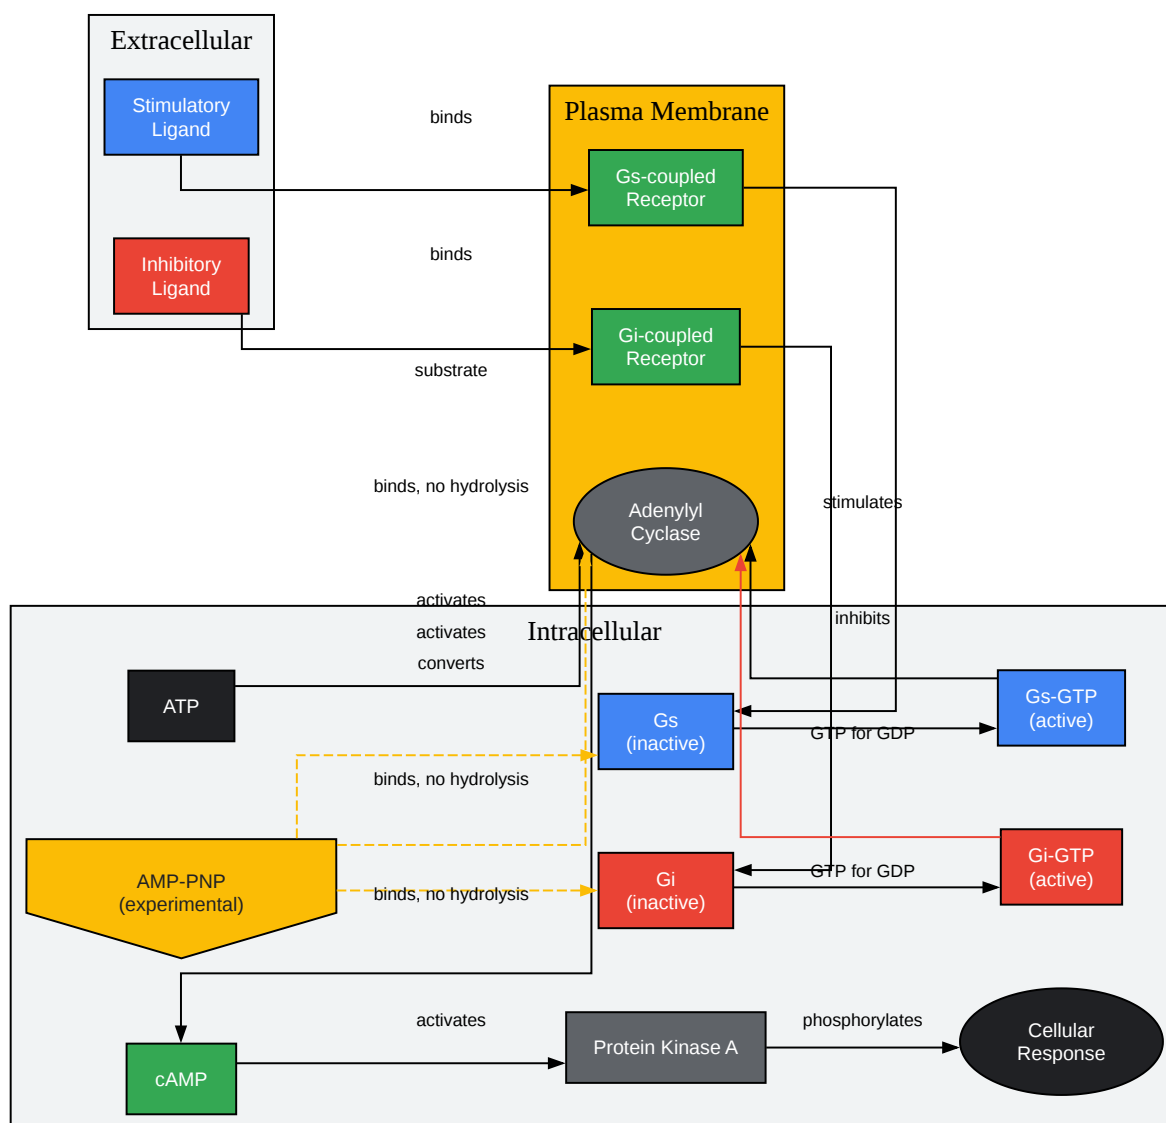 Extracellular
Stimulatory
Ligand
binds
Plasma Membrane
Gs-coupled
Receptor
Inhibitory
Ligand
binds
Gi-coupled
Receptor
substrate
binds, no hydrolysis
Adenylyl
Cyclase
stimulates
activates
inhibits
activates
Intracellular
converts
ATP
Gs
(inactive)
GTP for GDP
Gs-GTP
(active)
binds, no hydrolysis
AMP-PNP
(experimental)
binds, no hydrolysis
Gi
(inactive)
GTP for GDP
Gi-GTP
(active)
activates
Protein Kinase A
phosphorylates
Cellular
Response
cAMP